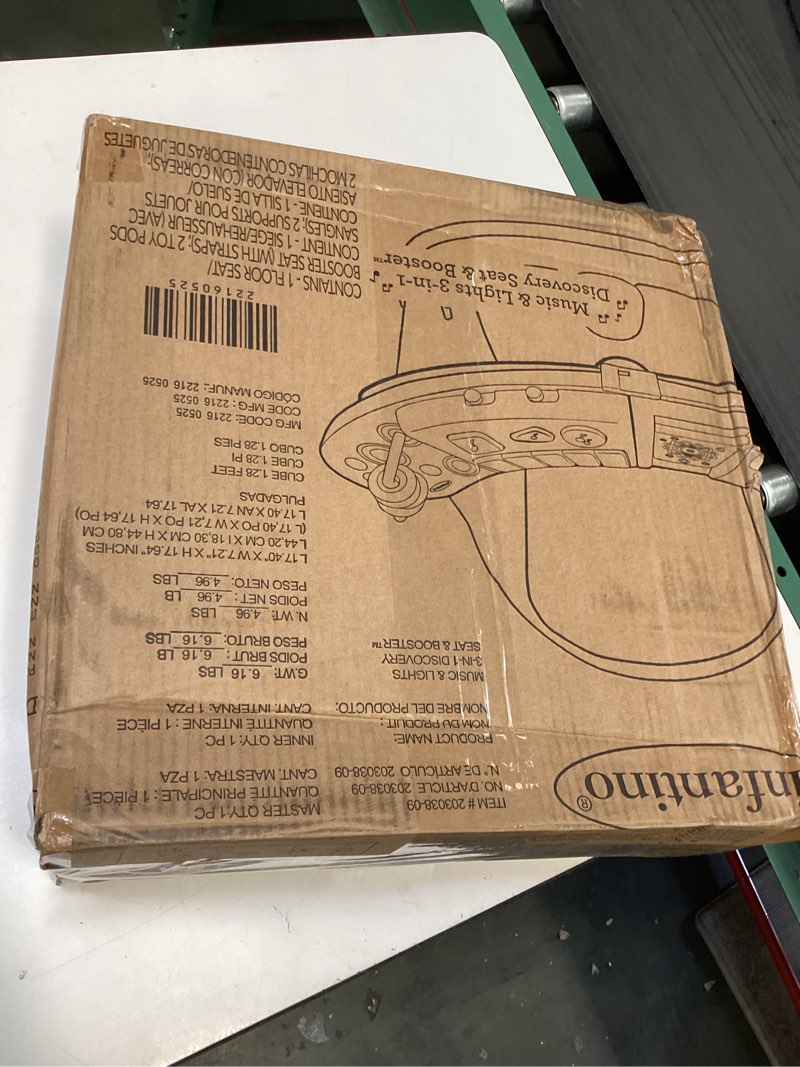 infantino®
ITEM # 203038-09
NO. D'ARTICLE 203038-09
N.° DE ARTÍCULO 203038-09
MASTER QTY:1 PC
QUANTITÉ PRINCIPALE : 1 PIÈCE
CANT. MAESTRA: 1 PZA
PRODUCT NAME:
NOM DU PRODUIT :
NOMBRE DEL PRODUCTO:
INNER QTY: 1 PC
QUANTITÉ INTERNE : 1 PIÈCE
CANT. INTERNA: 1 PZA
MUSIC & LIGHTS
3-IN-1 DISCOVERY
SEAT & BOOSTER™
G.WT: 6.16 LBS
POIDS BRUT : 6.16 LB
PESO BRUTO: 6.16 LBS
N. WT: 4.96 LBS
POIDS NET : 4.96 LB
PESO NETO: 4.96 LBS
L 17.40" X W 7.21" X H 17.64" INCHES
L44,20 CM X l 18,30 CM X H 44,80 CM
(L 17,40 PO X W 7,21 PO X H 17,64 PO)
L 17.40 X AN 7.21 X AL 17.64
PULGADAS
CUBE 1.28 FEET
CUBE 1.28 PI
CUBO 1.28 PIES
MFG CODE: 2216 0525
CODE MFG : 2216 0525
CÓDIGO MANUF: 2216 0525
22160525
Music & Lights 3-in-1
Discovery Seat & Booster™
CONTAINS - 1 FLOOR SEAT/
BOOSTER SEAT (WITH STRAPS); 2 TOY PODS
CONTIENT - 1 SIÈGE/REHAUSSEUR (AVEC
SANGLES); 2 SUPPORTS POUR JOUETS
CONTIENE - 1 SILLA DE SUELO/
ASIENTO ELEVADOR (CON CORREAS);
2 MOCHILAS CONTENEDORAS DE JUGUETES